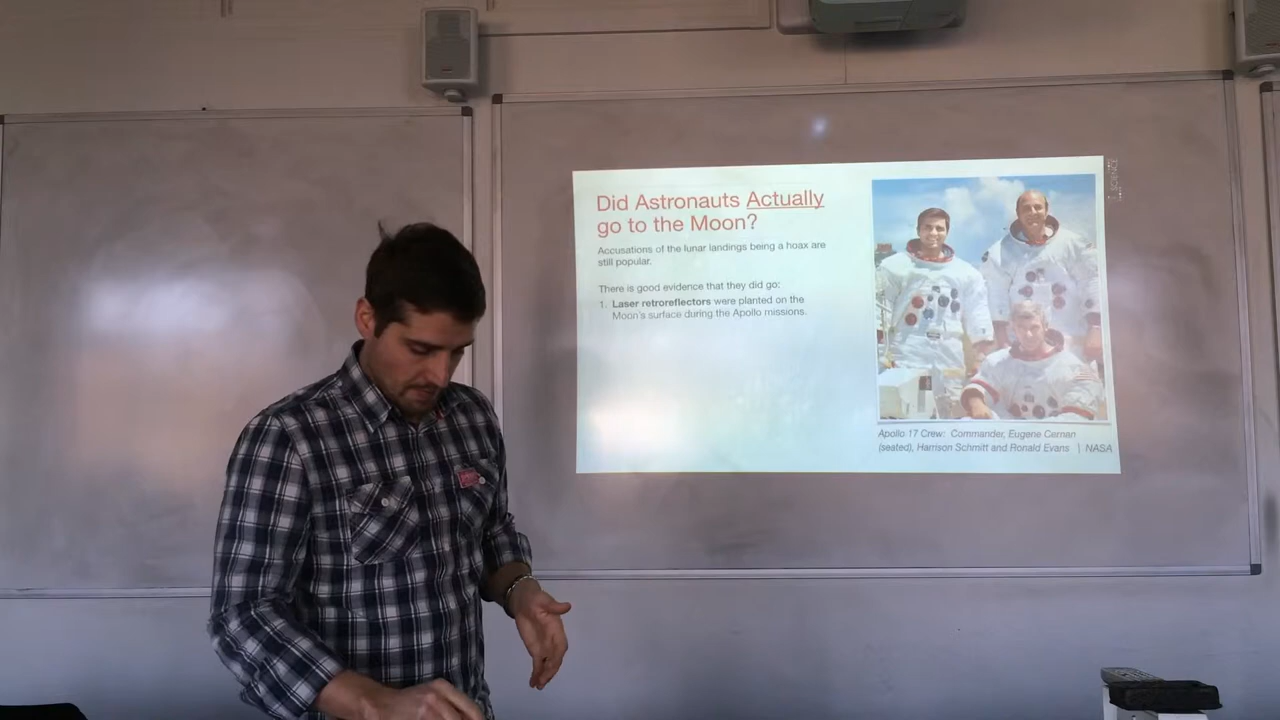 Did Astronauts Actually
go to the Moon?
Accusations of the lunar landings being a hoax are
still popular.
There is good evidence that they did go:
1. Laser retroreflectors were planted on the
Moon's surface during the Apollo missions.
Apollo 17 Crew: Commander, Eugene Cernan
(seated), Harrison Schmitt and Ronald Evans | NASA
SCIENCE